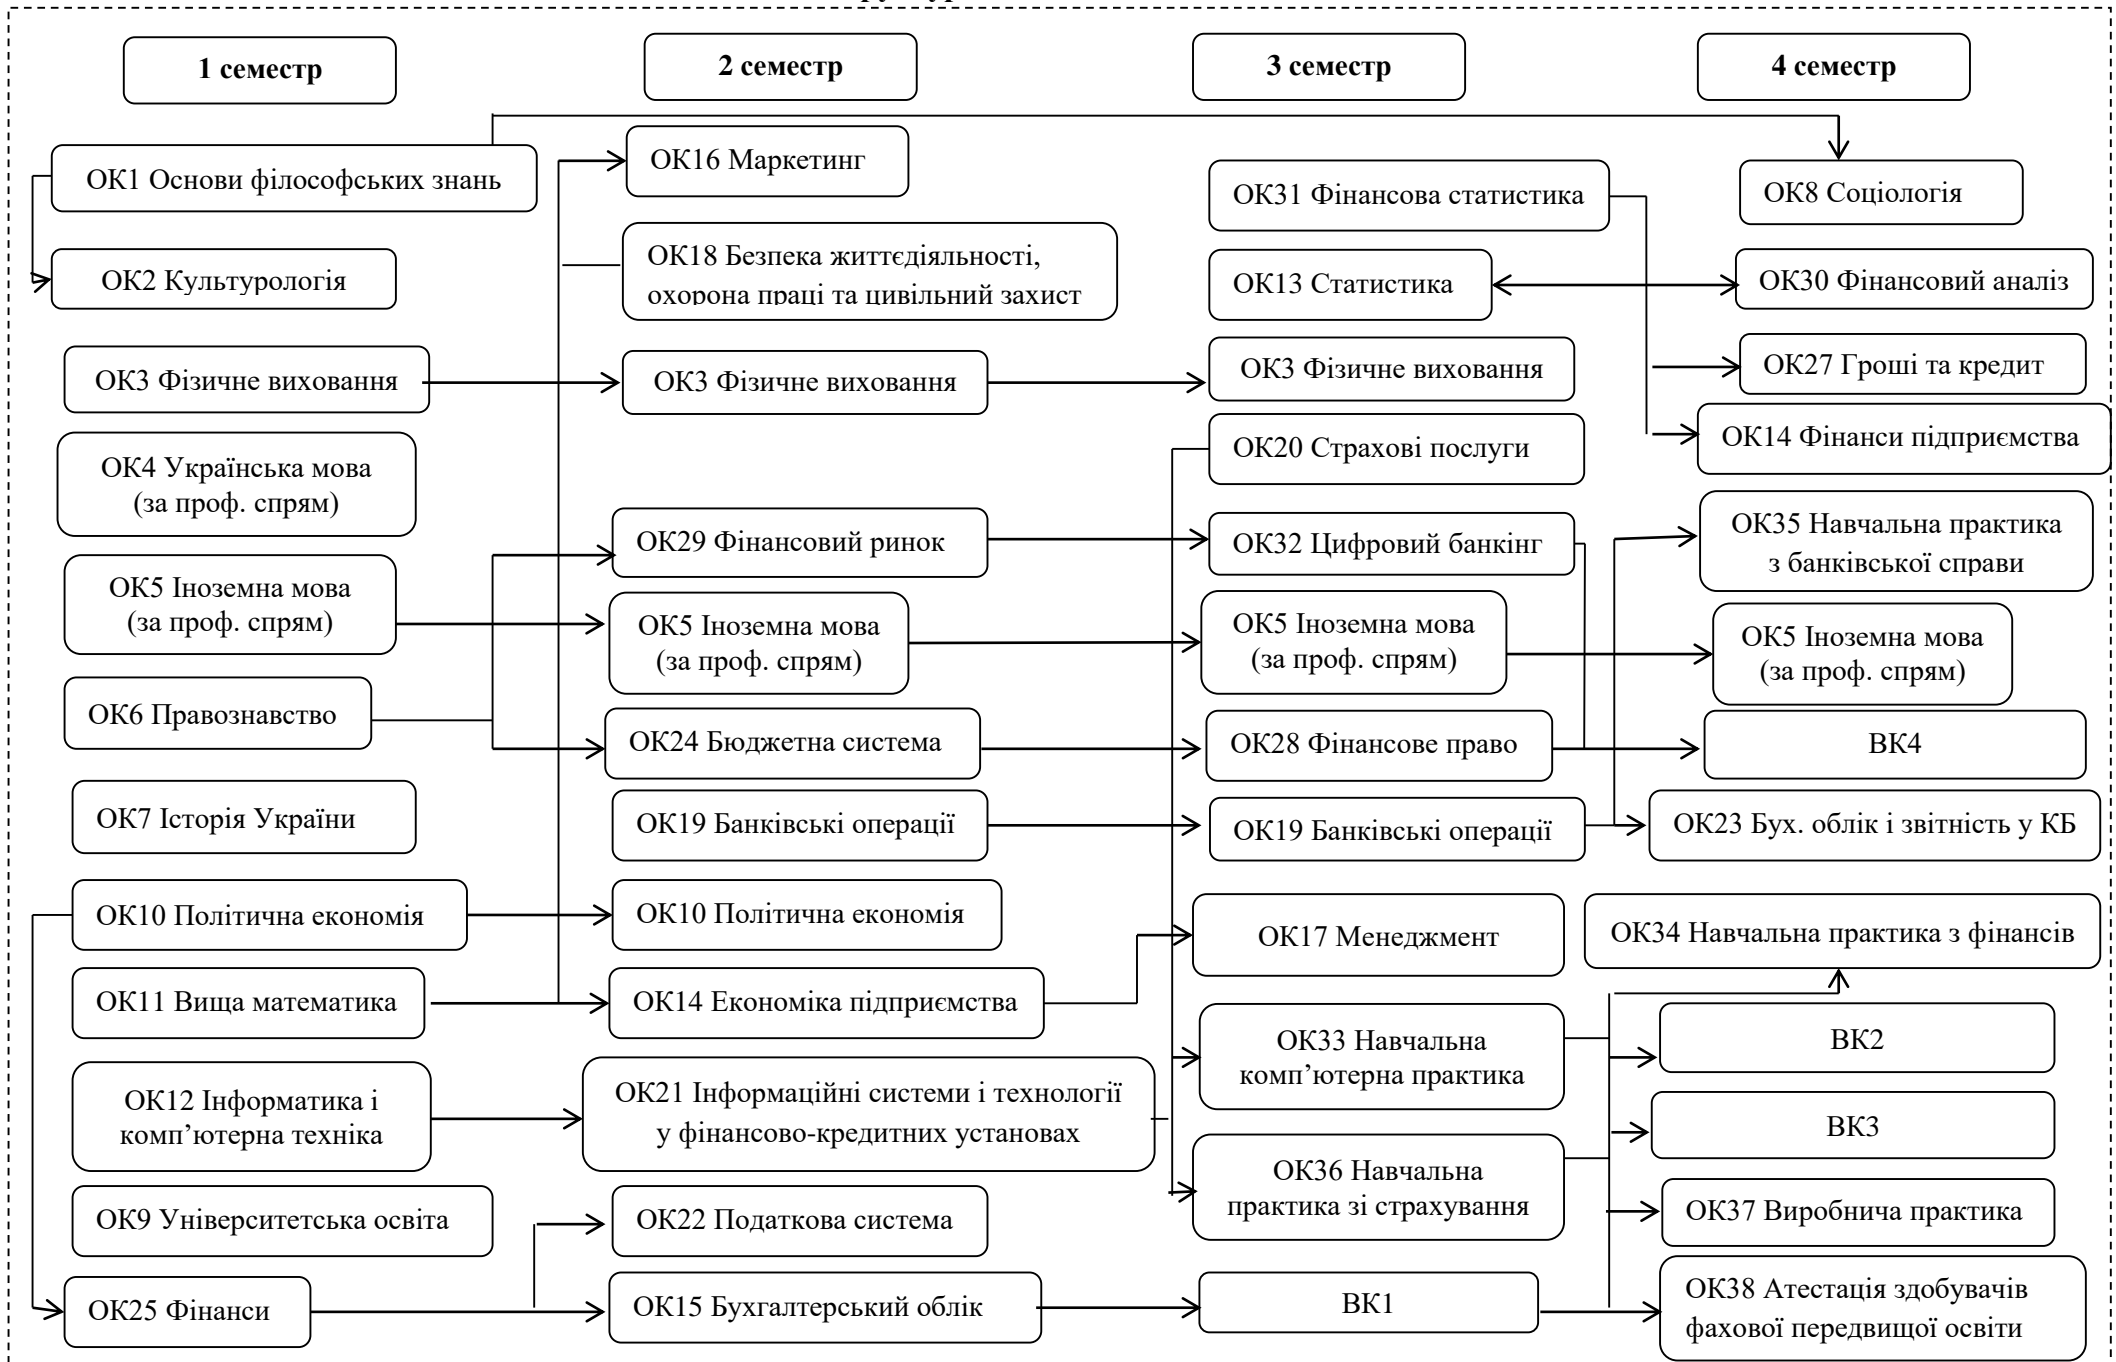 1 семестр
2 семестр
3 семестр
4 семестр
ОК1 Основи філософських знань
ОК2 Культурологія
ОК3 Фізичне виховання
ОК4 Українська мова
(за проф. спрям)
ОК5 Іноземна мова
(за проф. спрям)
ОК6 Правознавство
ОК7 Історія України
ОК10 Політична економія
ОК11 Вища математика
ОК12 Інформатика і
комп’ютерна техніка
ОК9 Університетська освіта
ОК25 Фінанси
ОК16 Маркетинг
ОК18 Безпека життєдіяльності,
охорона праці та цивільний захист
ОК3 Фізичне виховання
ОК29 Фінансовий ринок
ОК5 Іноземна мова
(за проф. спрям)
ОК24 Бюджетна система
ОК19 Банківські операції
ОК10 Політична економія
ОК14 Економіка підприємства
ОК21 Інформаційні системи і технології
у фінансово-кредитних установах
ОК22 Податкова система
ОК15 Бухгалтерський облік
ОК31 Фінансова статистика
ОК13 Статистика
ОК3 Фізичне виховання
ОК20 Страхові послуги
ОК32 Цифровий банкінг
ОК5 Іноземна мова
(за проф. спрям)
ОК28 Фінансове право
ОК19 Банківські операції
ОК17 Менеджмент
ОК33 Навчальна
комп’ютерна практика
ОК36 Навчальна
практика зі страхування
ВК1
ОК8 Соціологія
ОК30 Фінансовий аналіз
ОК27 Гроші та кредит
ОК14 Фінанси підприємства
ОК35 Навчальна практика
з банківської справи
ОК5 Іноземна мова
(за проф. спрям)
ВК4
ОК23 Бух. облік і звітність у КБ
ОК34 Навчальна практика з фінансів
ВК2
ВК3
ОК37 Виробнича практика
ОК38 Атестація здобувачів
фахової передвищої освіти